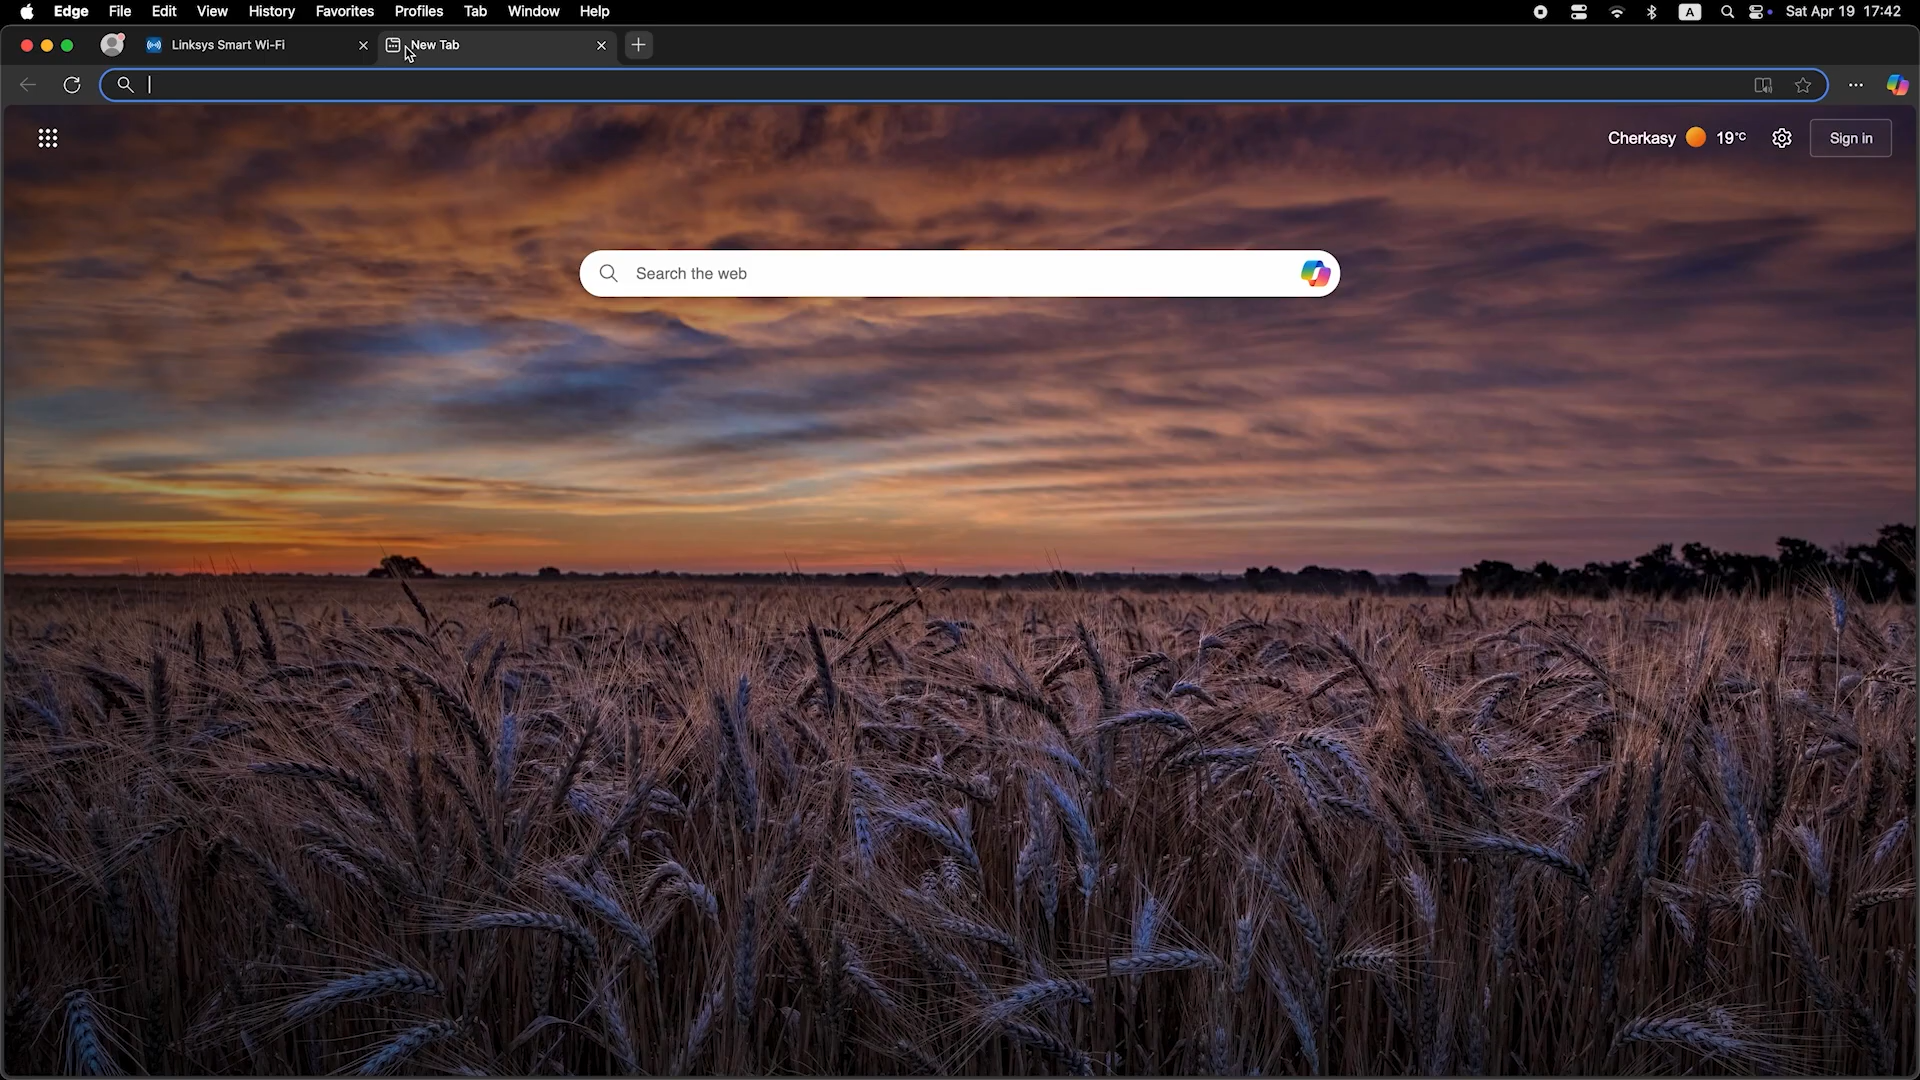 Edge File Edit View History Favorites Profiles Tab Window Help A Sat Apr 19 17:42
Linksys Smart Wi-Fi New Tab
Cherkasy 19°C Sign in
Search the web